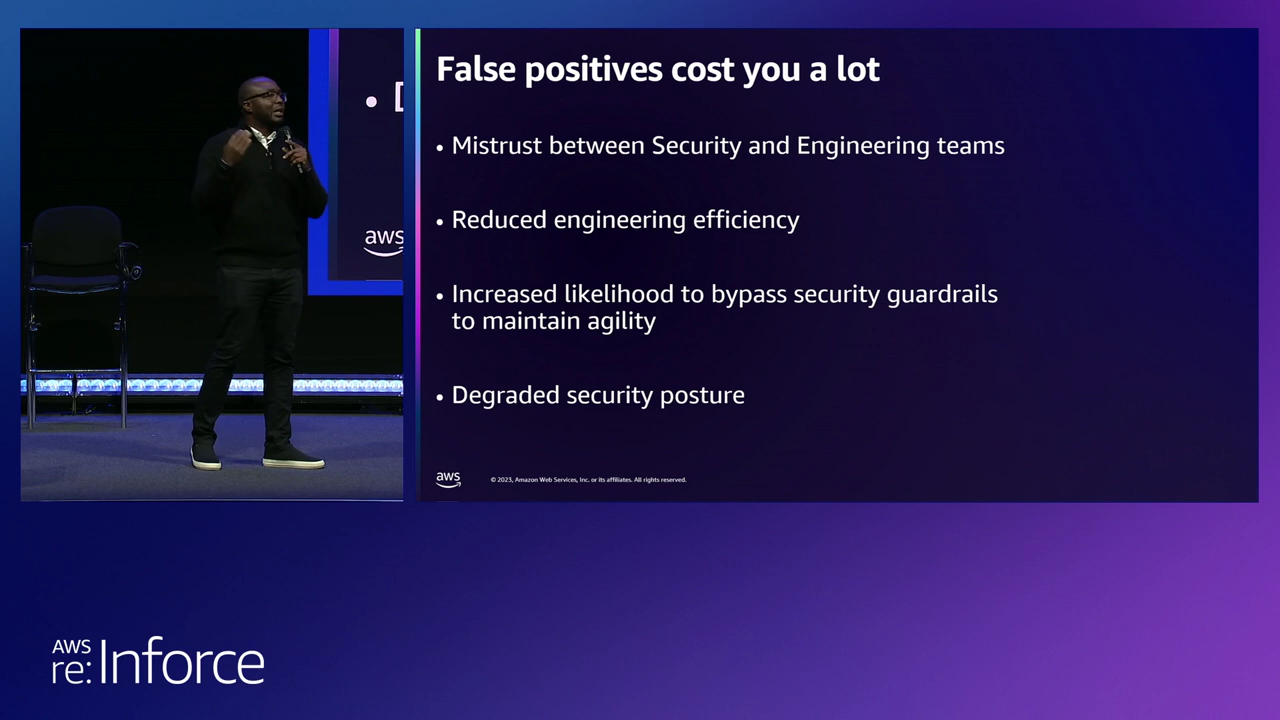 False positives cost you a lot
• Mistrust between Security and Engineering teams
• Reduced engineering efficiency
• Increased likelihood to bypass security guardrails
to maintain agility
• Degraded security posture
aws
© 2023, Amazon Web Services, Inc. or its affiliates. All rights reserved.
aws
AWS
re:Inforce